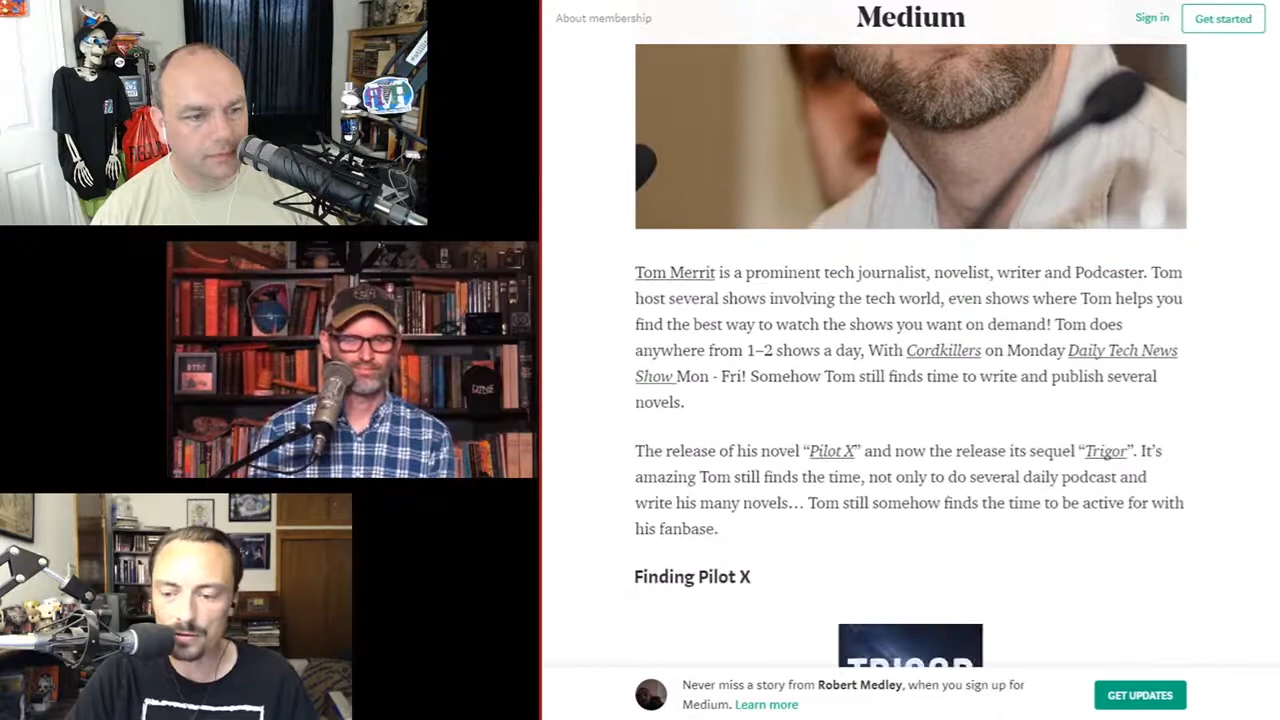 About membership
Medium
Sign in
Get started
Tom Merrit is a prominent tech journalist, novelist, writer and Podcaster. Tom
host several shows involving the tech world, even shows where Tom helps you
find the best way to watch the shows you want on demand! Tom does
anywhere from 1–2 shows a day, With Cordkillers on Monday Daily Tech News
Show Mon - Fri! Somehow Tom still finds time to write and publish several
novels.
The release of his novel “Pilot X” and now the release its sequel “Trigor”. It’s
amazing Tom still finds the time, not only to do several daily podcast and
write his many novels… Tom still somehow finds the time to be active for with
his fanbase.
Finding Pilot X
TRIGOR
Never miss a story from Robert Medley, when you sign up for
Medium. Learn more
GET UPDATES